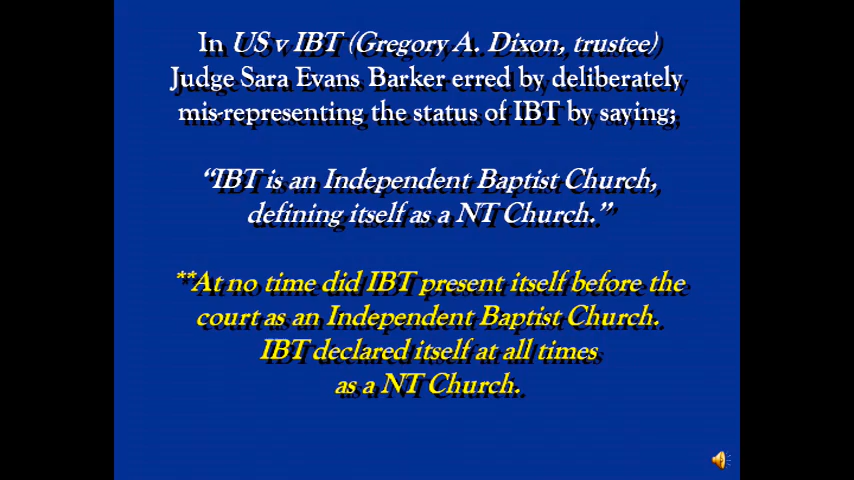 In US v IBT (Gregory A. Dixon, trustee)
Judge Sara Evans Barker erred by deliberately
mis-representing the status of IBT by saying;
“IBT is an Independent Baptist Church,
defining itself as a NT Church.”
**At no time did IBT present itself before the
court as an Independent Baptist Church.
IBT declared itself at all times
as a NT Church.